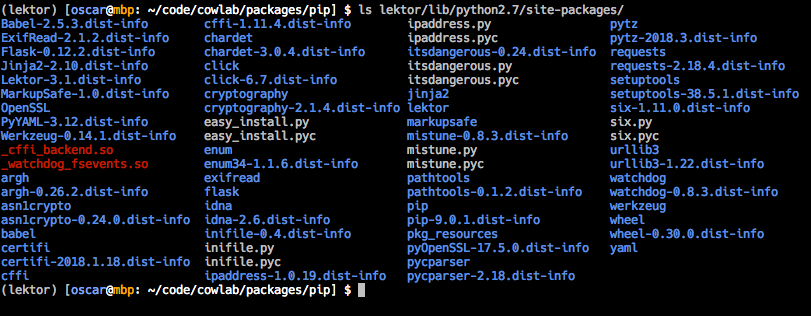 (lektor) [oscar@mbp: ~/code/cowlab/packages/pip] $ ls lektor/lib/python2.7/site-packages/
Babel-2.5.3.dist-info cffi-1.11.4.dist-info ipaddress.py pytz
ExifRead-2.1.2.dist-info chardet ipaddress.pyc pytz-2018.3.dist-info
Flask-0.12.2.dist-info chardet-3.0.4.dist-info itsdangerous-0.24.dist-info requests
Jinja2-2.10.dist-info click itsdangerous.py requests-2.18.4.dist-info
Lektor-3.1.dist-info click-6.7.dist-info itsdangerous.pyc setuptools
MarkupSafe-1.0.dist-info cryptography jinja2 setuptools-38.5.1.dist-info
OpenSSL cryptography-2.1.4.dist-info lektor six-1.11.0.dist-info
PyYAML-3.12.dist-info easy_install.py markupsafe six.py
Werkzeug-0.14.1.dist-info easy_install.pyc mistune-0.8.3.dist-info six.pyc
_cffi_backend.so enum mistune.py urllib3
_watchdog_fsevents.so enum34-1.1.6.dist-info mistune.pyc urllib3-1.22.dist-info
argh exifread pathtools watchdog
argh-0.26.2.dist-info flask pathtools-0.1.2.dist-info watchdog-0.8.3.dist-info
asn1crypto idna pip werkzeug
asn1crypto-0.24.0.dist-info idna-2.6.dist-info pip-9.0.1.dist-info wheel
babel inifile-0.4.dist-info pkg_resources wheel-0.30.0.dist-info
certifi inifile.py pyOpenSSL-17.5.0.dist-info yaml
certifi-2018.1.18.dist-info inifile.pyc pycparser
cffi ipaddress-1.0.19.dist-info pycparser-2.18.dist-info
(lektor) [oscar@mbp: ~/code/cowlab/packages/pip] $